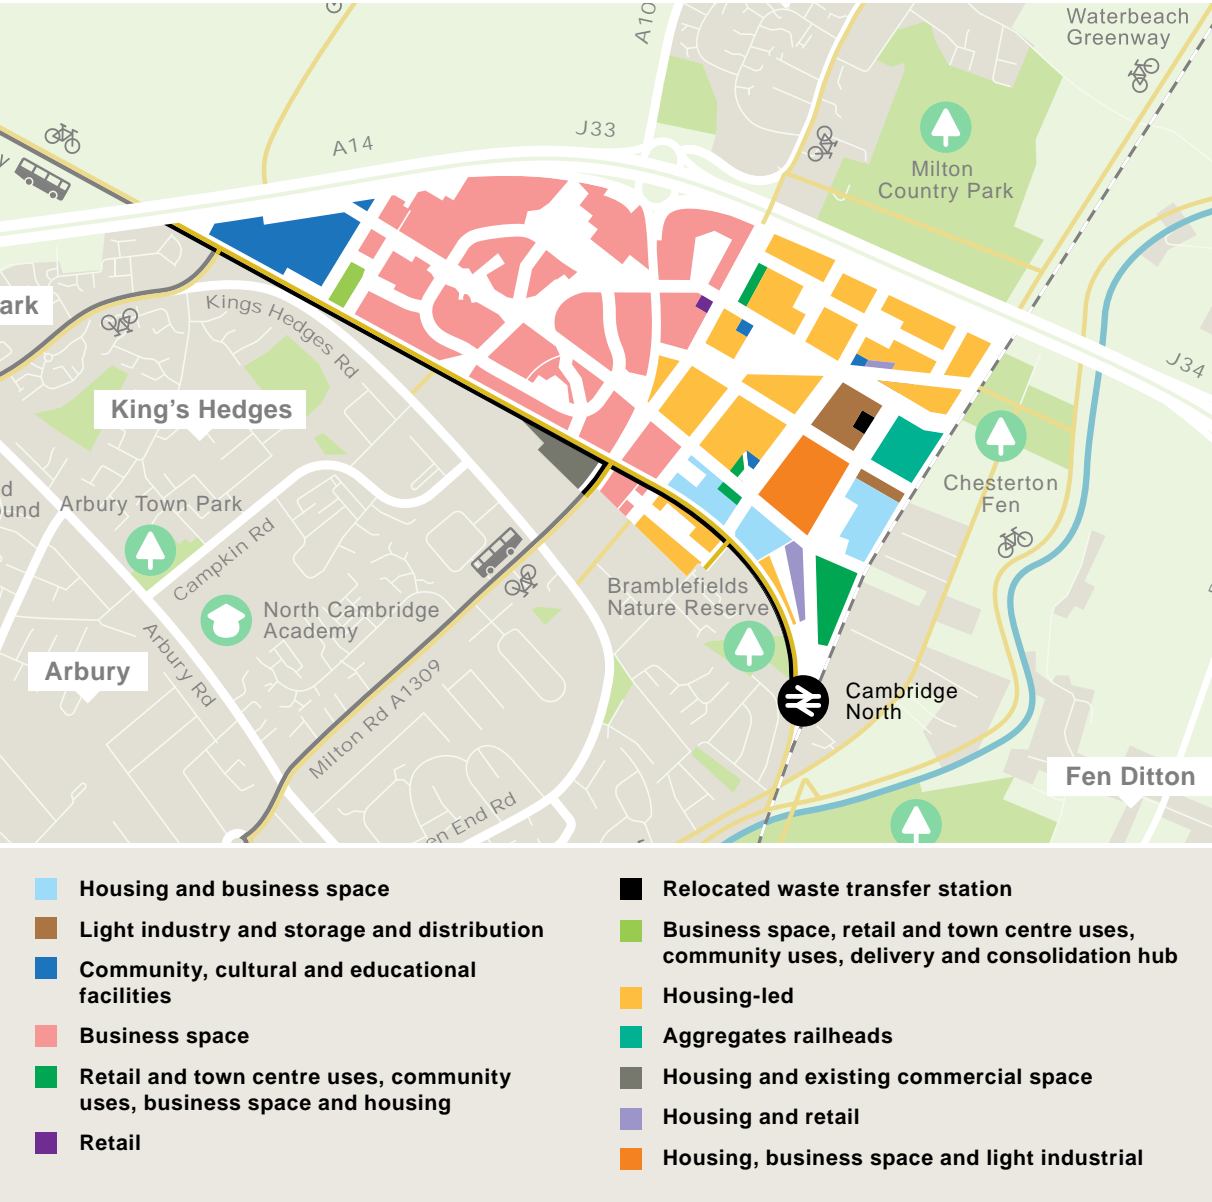 Waterbeach
Greenway
A10
J33
A14
y
Milton
Country Park
ark
Kings Hedges Rd
J34
King's Hedges
d
ound
Arbury Town Park
Chesterton
Fen
Campkin Rd
Bramblefields
Nature Reserve
North Cambridge
Academy
Arbury Rd
Arbury
Milton Rd A1309
Cambridge
North
Fen Ditton
en End Rd
Housing and business space
Light industry and storage and distribution
Community, cultural and educational
facilities
Business space
Retail and town centre uses, community
uses, business space and housing
Retail
Relocated waste transfer station
Business space, retail and town centre uses,
community uses, delivery and consolidation hub
Housing-led
Aggregates railheads
Housing and existing commercial space
Housing and retail
Housing, business space and light industrial